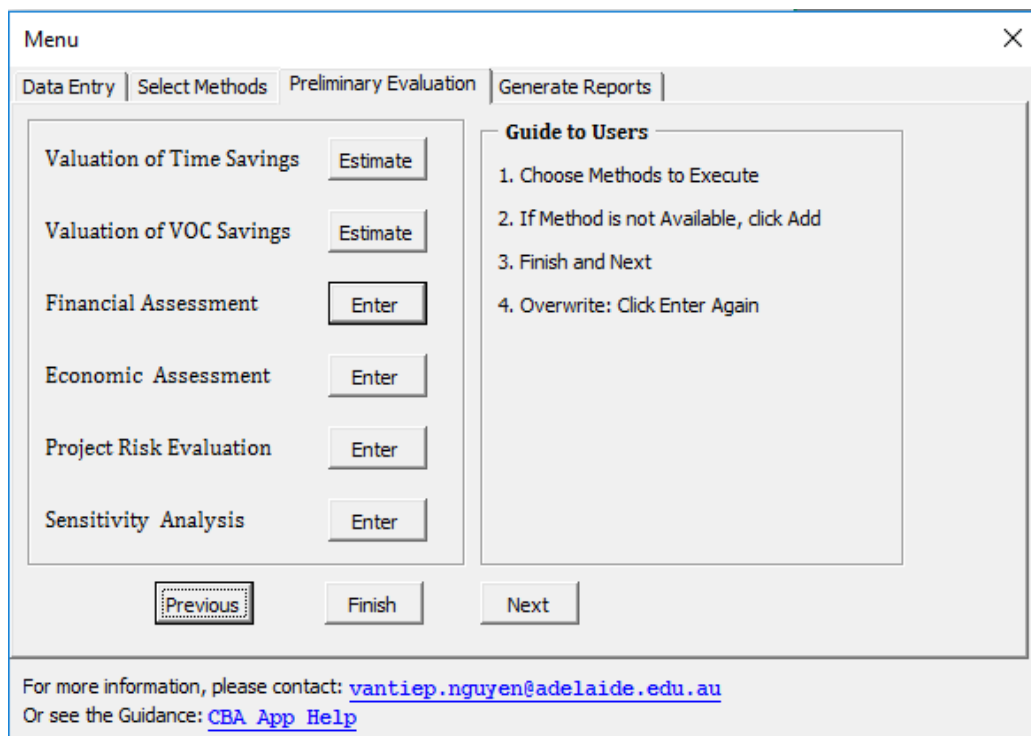 Menu
Data Entry
Select Methods
Preliminary Evaluation
Generate Reports
Valuation of Time Savings
Estimate
Valuation of VOC Savings
Estimate
Financial Assessment
Enter
Economic Assessment
Enter
Project Risk Evaluation
Enter
Sensitivity Analysis
Enter
Guide to Users
1. Choose Methods to Execute
2. If Method is not Available, click Add
3. Finish and Next
4. Overwrite: Click Enter Again
Previous
Finish
Next
For more information, please contact: vantiep.nguyen@adelaide.edu.au
Or see the Guidance: CBA App Help